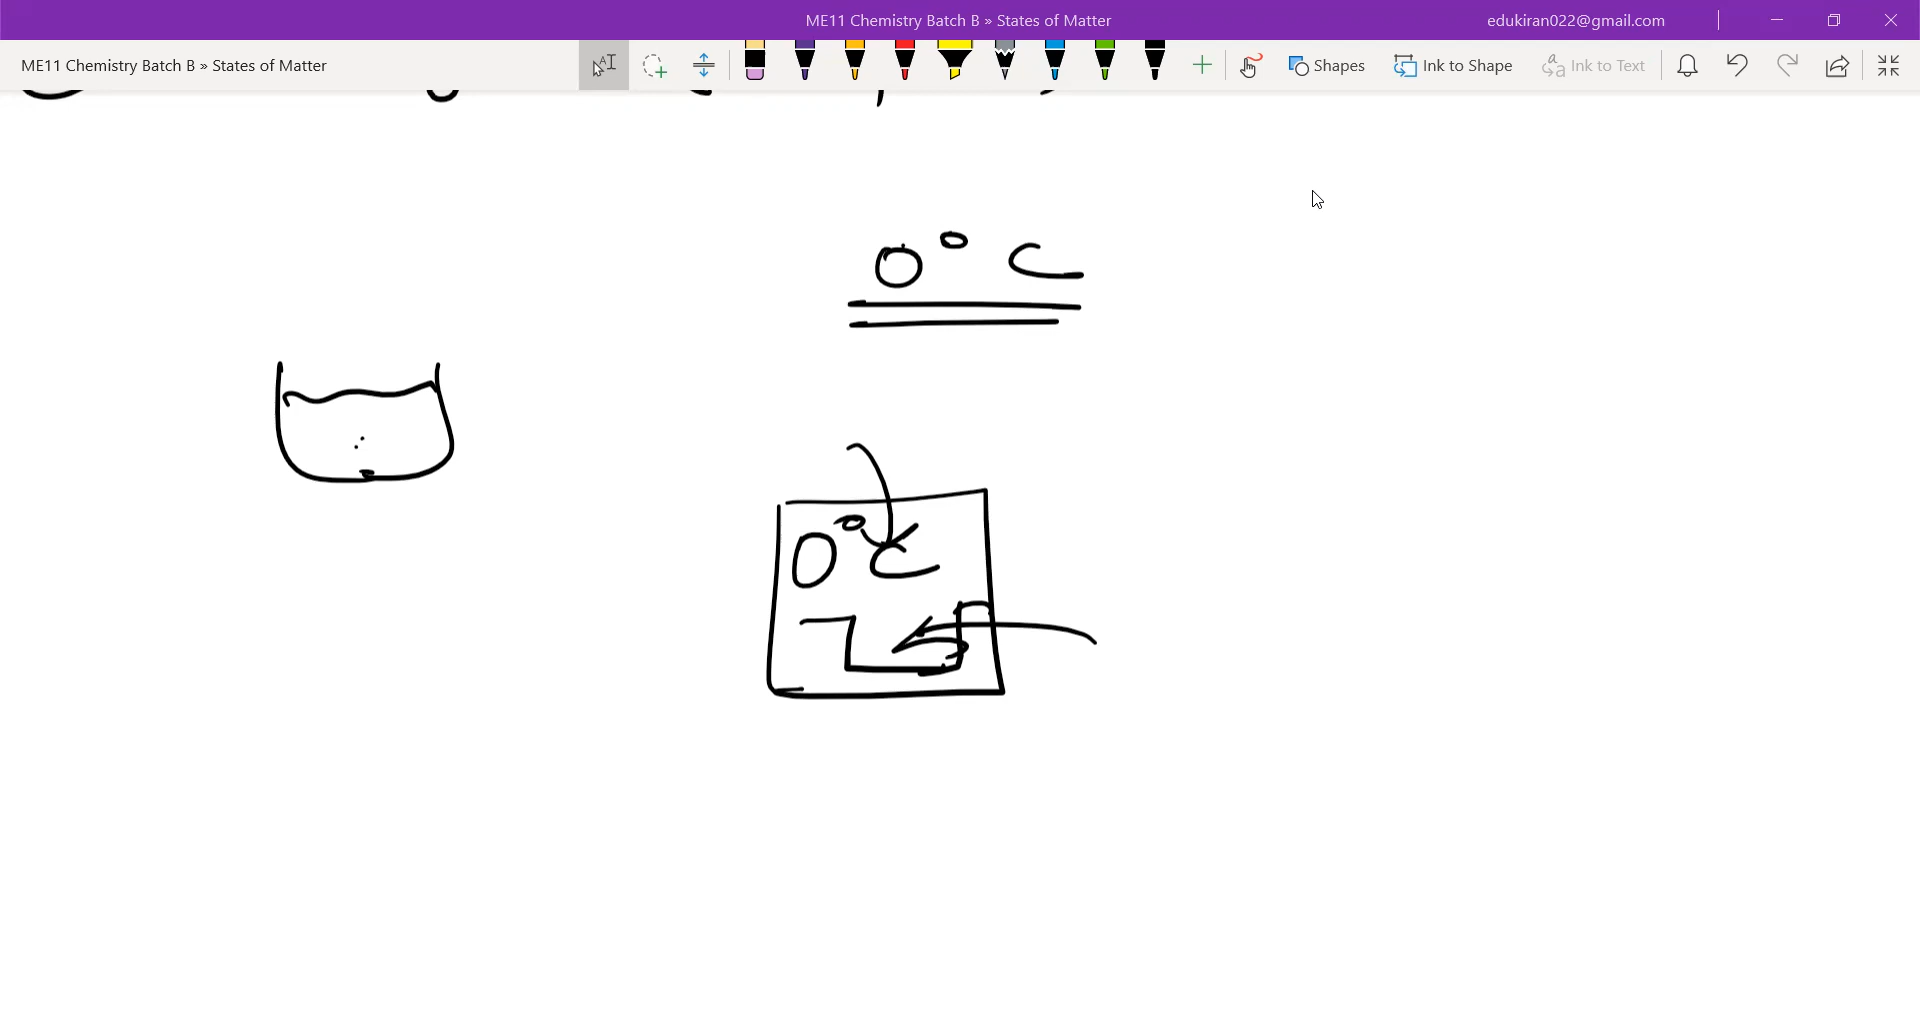 ME11 Chemistry Batch B » States of Matter
edukiran022@gmail.com
ME11 Chemistry Batch B » States of Matter
Shapes
Ink to Shape
Ink to Text
0° C
0° C